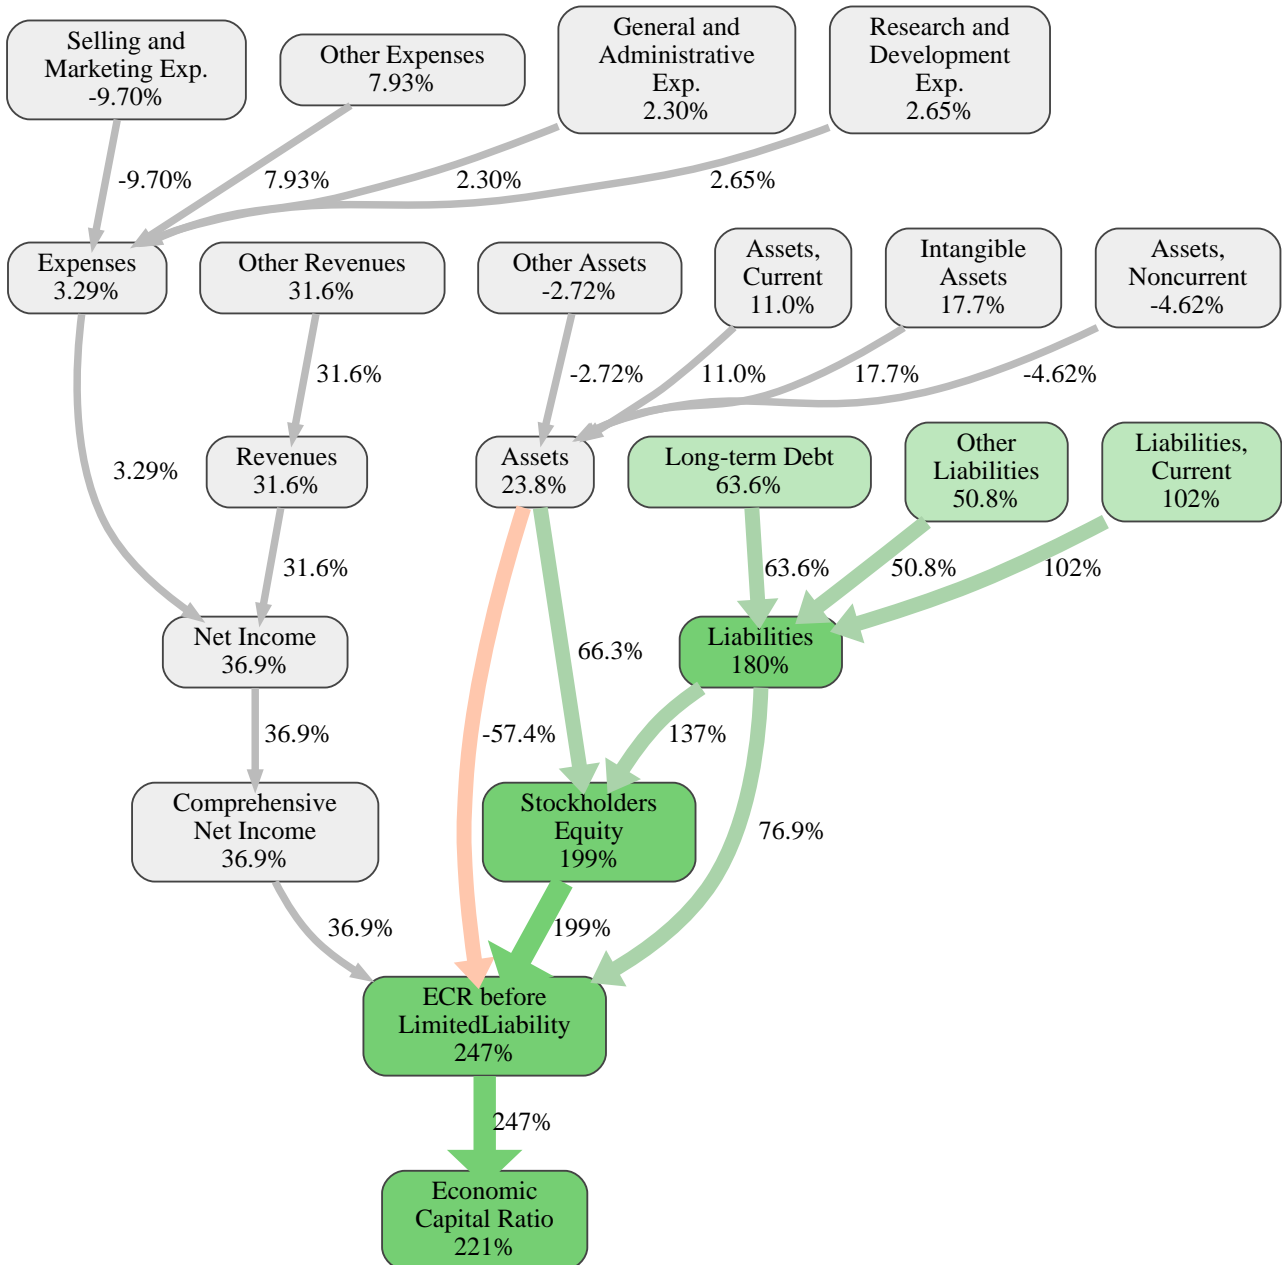 Selling and
Marketing Exp.
-9.70%
Other Expenses
7.93%
General and
Administrative
Exp.
2.30%
Research and
Development
Exp.
2.65%
-9.70%
7.93%
2.30%
2.65%
Expenses
3.29%
Other Revenues
31.6%
Other Assets
-2.72%
Assets,
Current
11.0%
Intangible
Assets
17.7%
Assets,
Noncurrent
-4.62%
31.6%
-2.72%
11.0%
17.7%
-4.62%
3.29%
Revenues
31.6%
Assets
23.8%
Long-term Debt
63.6%
Other
Liabilities
50.8%
Liabilities,
Current
102%
31.6%
63.6%
50.8%
102%
Net Income
36.9%
66.3%
Liabilities
180%
36.9%
-57.4%
137%
Comprehensive
Net Income
36.9%
Stockholders
Equity
199%
76.9%
36.9%
199%
ECR before
LimitedLiability
247%
247%
Economic
Capital Ratio
221%